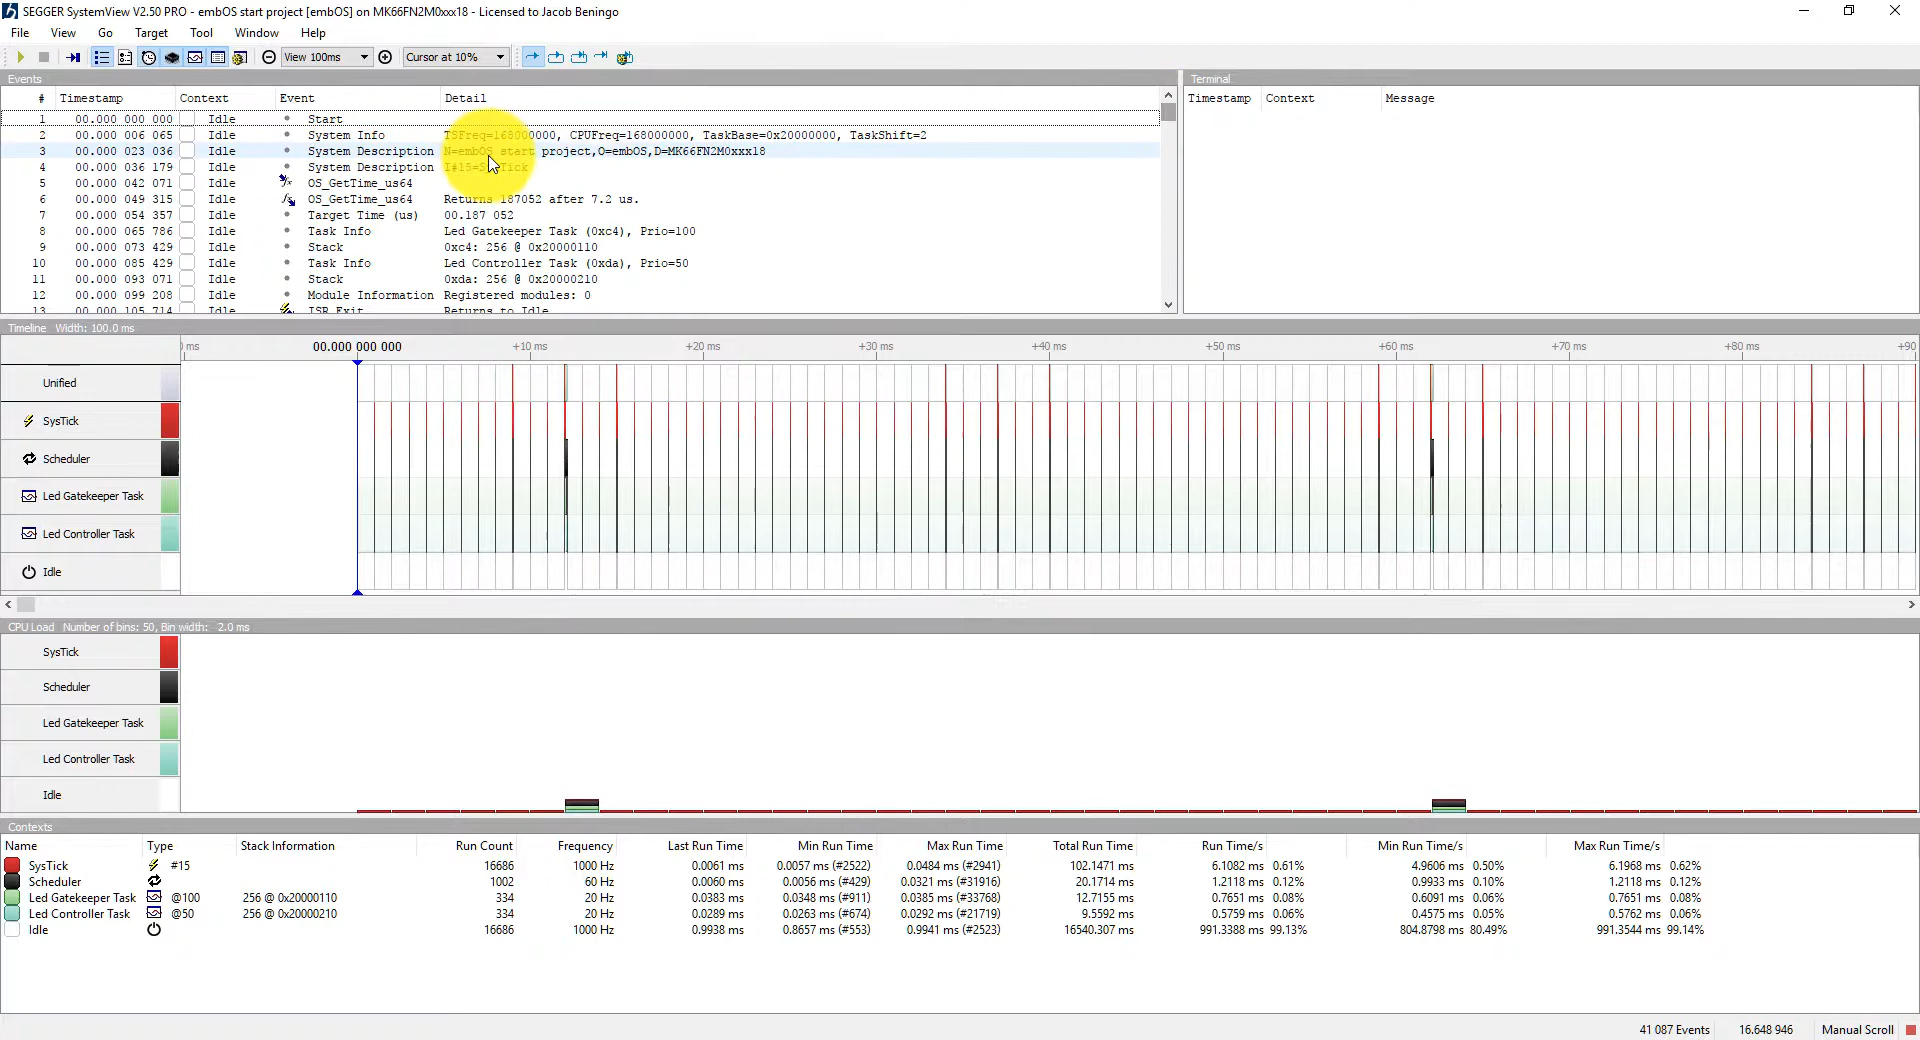 SEGGER SystemView V2.50 PRO - embOS start project [embOS] on MK66FN2M0xxx18 - Licensed to Jacob Beningo
File View Go Target Tool Window Help
View 100ms Cursor at 10%
Events
# Timestamp Context Event Detail
1 00.000 000 000 Idle Start
2 00.000 006 065 Idle System Info TSFreq=168000000, CPUFreq=168000000, TaskBase=0x20000000, TaskShift=2
3 00.000 023 036 Idle System Description N=embOS start project,O=embOS,D=MK66FN2M0xxx18
4 00.000 036 179 Idle System Description I#15=SysTick
5 00.000 042 071 Idle OS_GetTime_us64
6 00.000 049 315 Idle OS_GetTime_us64 Returns 187052 after 7.2 us.
7 00.000 054 357 Idle Target Time (us) 00.187 052
8 00.000 065 786 Idle Task Info Led Gatekeeper Task (0xc4), Prio=100
9 00.000 073 429 Idle Stack 0xc4: 256 @ 0x20000110
10 00.000 085 429 Idle Task Info Led Controller Task (0xda), Prio=50
11 00.000 093 071 Idle Stack 0xda: 256 @ 0x20000210
12 00.000 099 208 Idle Module Information Registered modules: 0
13 00.000 105 714 Idle ISR Exit Returns to Idle
Terminal
Timestamp Context Message
Timeline Width: 100.0 ms
ms 00.000 000 000 +10 ms +20 ms +30 ms +40 ms +50 ms +60 ms +70 ms +80 ms +90
Unified
SysTick
Scheduler
Led Gatekeeper Task
Led Controller Task
Idle
CPU Load Number of bins: 50, Bin width: 2.0 ms
SysTick
Scheduler
Led Gatekeeper Task
Led Controller Task
Idle
Contexts
Name Type Stack Information Run Count Frequency Last Run Time Min Run Time Max Run Time Total Run Time Run Time/s Min Run Time/s Max Run Time/s
SysTick #15 16686 1000 Hz 0.0061 ms 0.0057 ms (#2522) 0.0484 ms (#2941) 102.1471 ms 6.1082 ms 0.61% 4.9606 ms 0.50% 6.1968 ms 0.62%
Scheduler 1002 60 Hz 0.0060 ms 0.0056 ms (#429) 0.0321 ms (#31916) 20.1714 ms 1.2118 ms 0.12% 0.9933 ms 0.10% 1.2118 ms 0.12%
Led Gatekeeper Task @100 256 @ 0x20000110 334 20 Hz 0.0383 ms 0.0348 ms (#911) 0.0385 ms (#33768) 12.7155 ms 0.7651 ms 0.08% 0.6091 ms 0.06% 0.7651 ms 0.08%
Led Controller Task @50 256 @ 0x20000210 334 20 Hz 0.0289 ms 0.0263 ms (#674) 0.0292 ms (#21719) 9.5592 ms 0.5759 ms 0.06% 0.4575 ms 0.05% 0.5762 ms 0.06%
Idle 16686 1000 Hz 0.9938 ms 0.8657 ms (#553) 0.9941 ms (#2523) 16540.307 ms 991.3388 ms 99.13% 804.8798 ms 80.49% 991.3544 ms 99.14%
41 087 Events 16.648 946 Manual Scroll